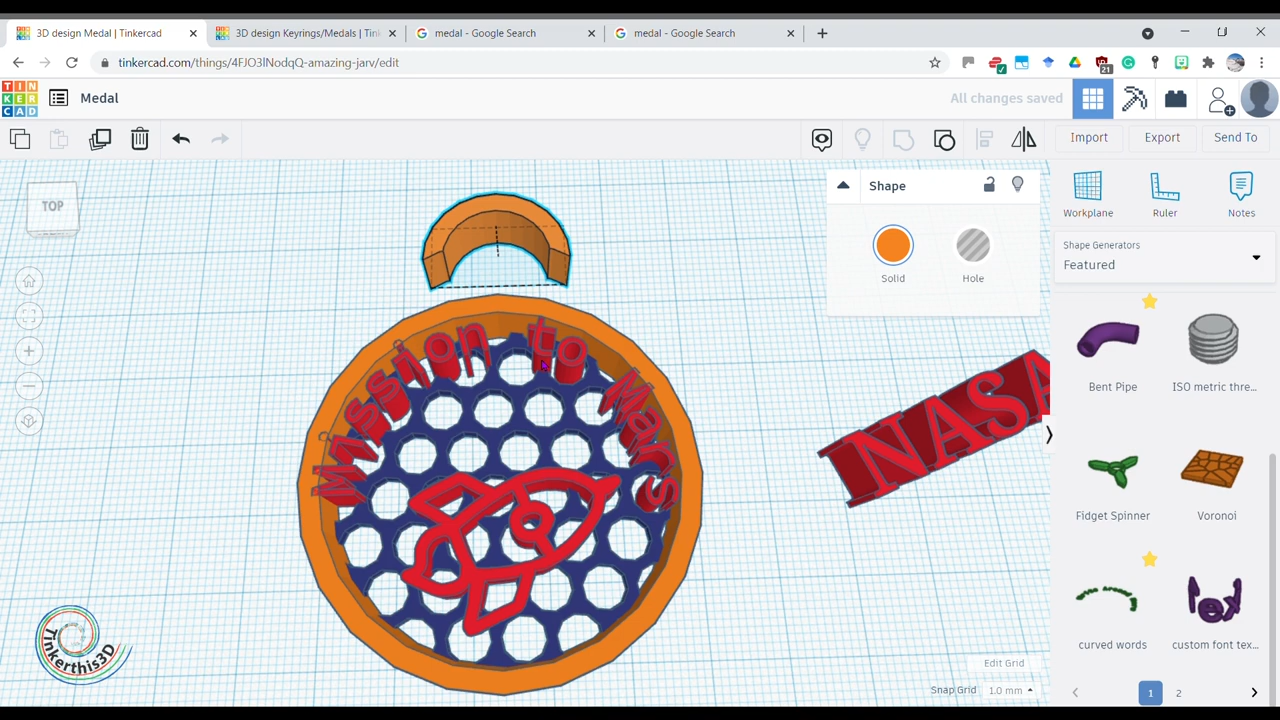 3D design Medal | Tinkercad
3D design Keyrings/Medals | Tin
medal - Google Search
medal - Google Search
tinkercad.com/things/4FJO3lNodqQ-amazing-jarv/edit
21
TIN
KER
CAD
Medal
All changes saved
Import
Export
Send To
TOP
Shape
Solid
Hole
Workplane
Ruler
Notes
Shape Generators
Featured
Bent Pipe
ISO metric thre...
Fidget Spinner
Voronoi
curved words
custom font tex...
1
2
Mission to Mars
NASA
Tinkerthis3D
Edit Grid
Snap Grid
1.0 mm